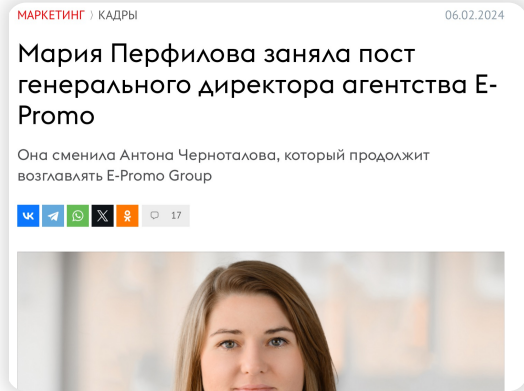 МАРКЕТИНГ 〉 КАДРЫ 06.02.2024
Мария Перфилова заняла пост
генерального директора агентства E-
Promo
Она сменила Антона Черноталова, который продолжит
возглавлять E-Promo Group
17